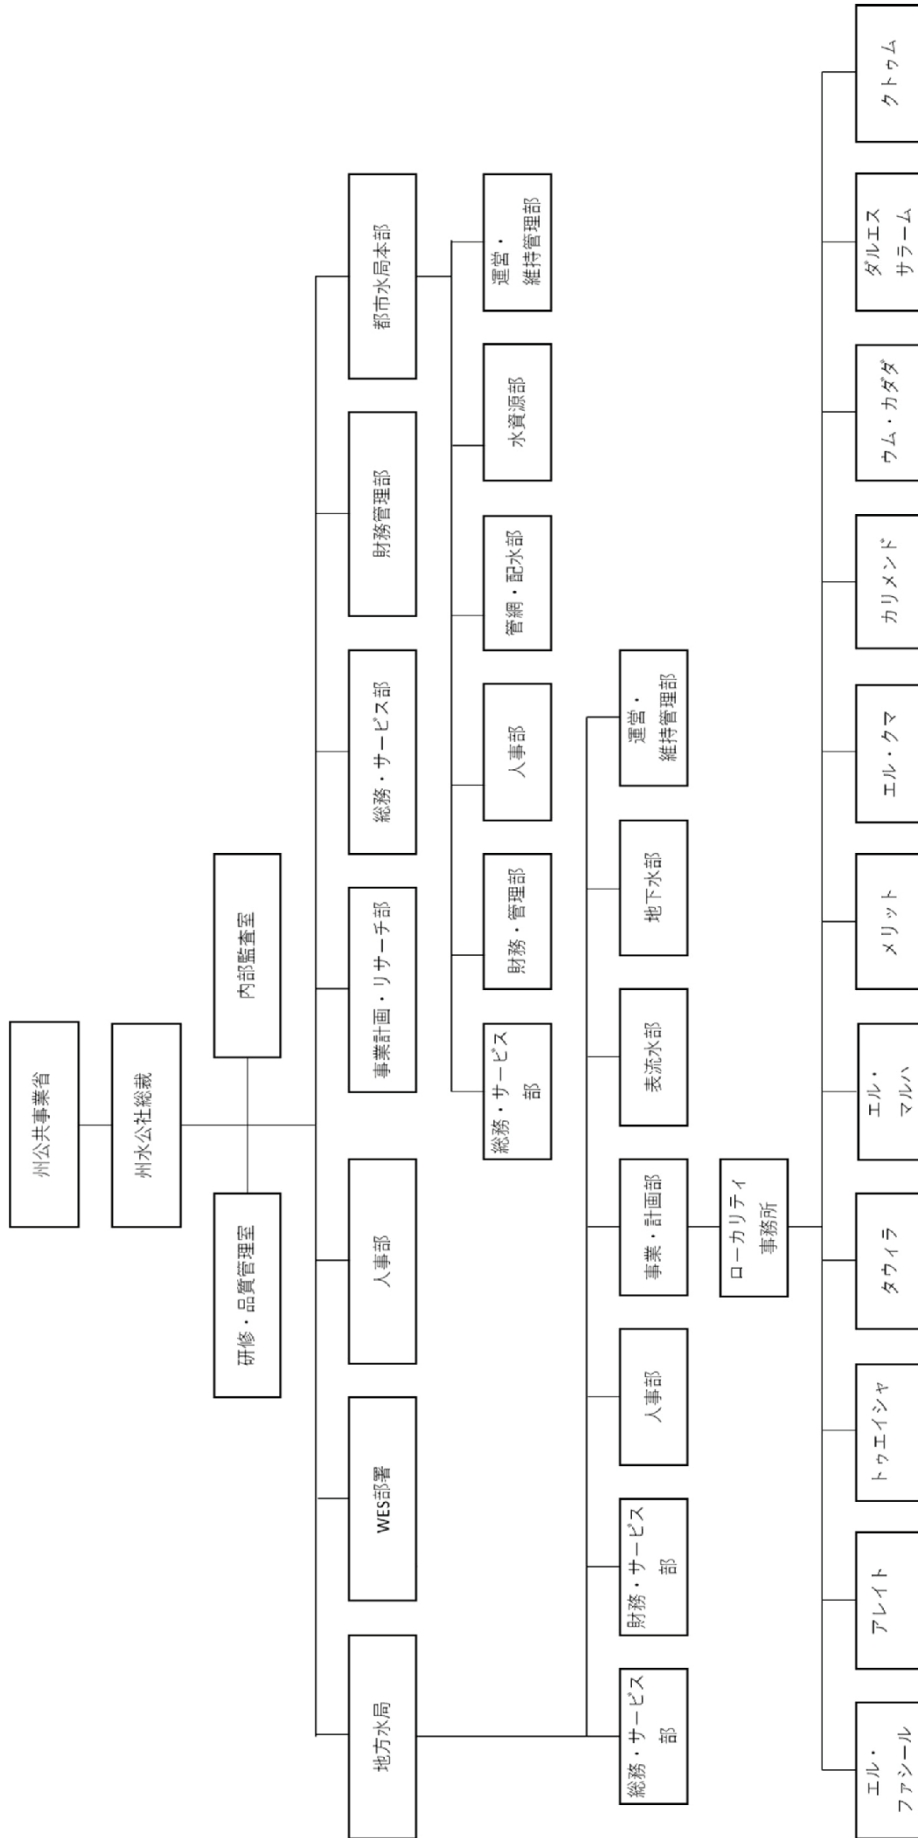 州公共事業省
州水公社総裁
研修・品質管理室
内部監査室
地方水局
WES部署
人事部
事業計画・リサーチ部
総務・サービス部
財務管理部
都市水局本部
総務・サービス
部
財務・管理部
人事部
管網・配水部
水資源部
運営・
維持管理部
総務・サービス
部
財務・サービス
部
人事部
事業・計画部
表流水部
地下水部
運営・
維持管理部
ローカリティ
事務所
エル・
ファシール
アレイト
トゥエイシャ
タウィラ
エル・
マルハ
メリット
エル・クマ
カリメンド
ウム・カダダ
ダルエス
サラーム
クトゥム